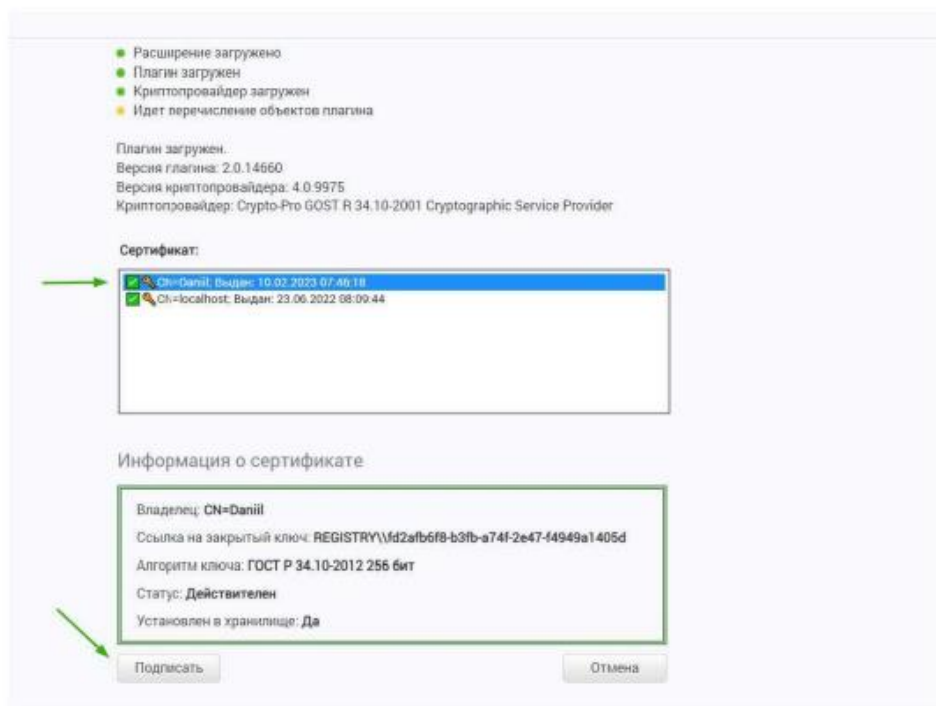 Расширение загружено
Плагин загружен
Криптопровайдер загружен
Идет перечисление объектов плагина
Плагин загружен.
Версия плагина: 2.0.14660
Версия криптопровайдера: 4.0.9975
Криптопровайдер: Crypto-Pro GOST R 34.10-2001 Cryptographic Service Provider
Сертификат:
CN=Daniil; Выдан: 10.02.2023 07:46:18
CN=localhost; Выдан: 23.06.2022 08:09:44
Информация о сертификате
Владелец: CN=Daniil
Ссылка на закрытый ключ: REGISTRY\\fd2afb6f8-b3fb-a74f-2e47-f4949a1405d
Алгоритм ключа: ГОСТ Р 34.10-2012 256 бит
Статус: Действителен
Установлен в хранилище: Да
Подписать Отмена